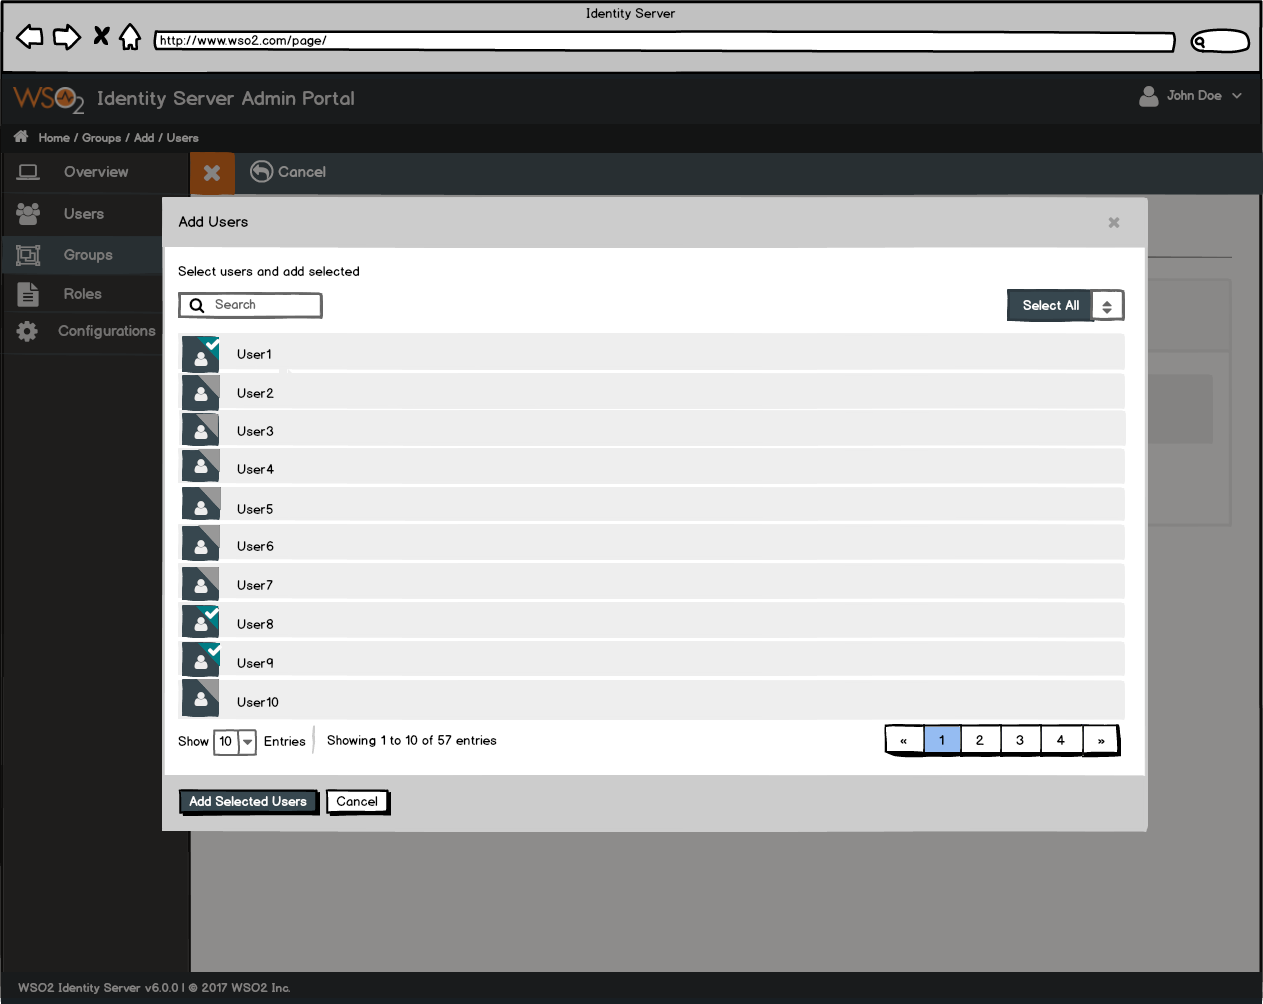 Identity Server
http://www.wso2.com/page/
WSO2 Identity Server Admin Portal
John Doe
Home / Groups / Add / Users
Overview
Cancel
Users
Groups
Roles
Configurations
Add Users
Select users and add selected
Search
Select All
User1
User2
User3
User4
User5
User6
User7
User8
User9
User10
Show 10 Entries
Showing 1 to 10 of 57 entries
« 1 2 3 4 »
Add Selected Users
Cancel
WSO2 Identity Server v6.0.0 | © 2017 WSO2 Inc.